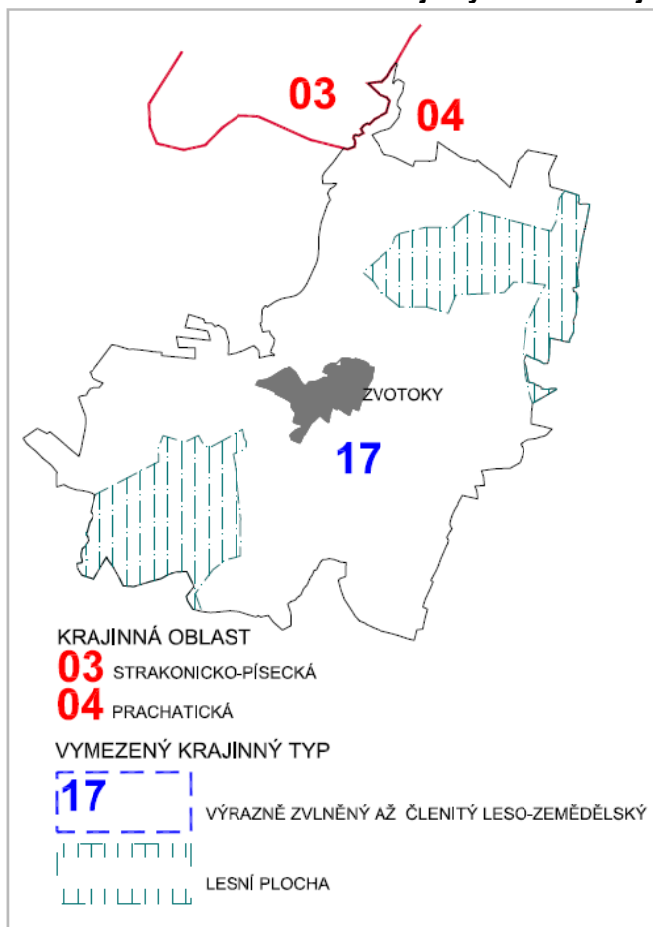 03
04
ZVOTOKY
17
KRAJINNÁ OBLAST
03 STRAKONICKO-PÍSECKÁ
04 PRACHATICKÁ
VYMEZENÝ KRAJINNÝ TYP
17 VÝRAZNĚ ZVLNĚNÝ AŽ ČLENITÝ LESO-ZEMĚDĚLSKÝ
LESNÍ PLOCHA